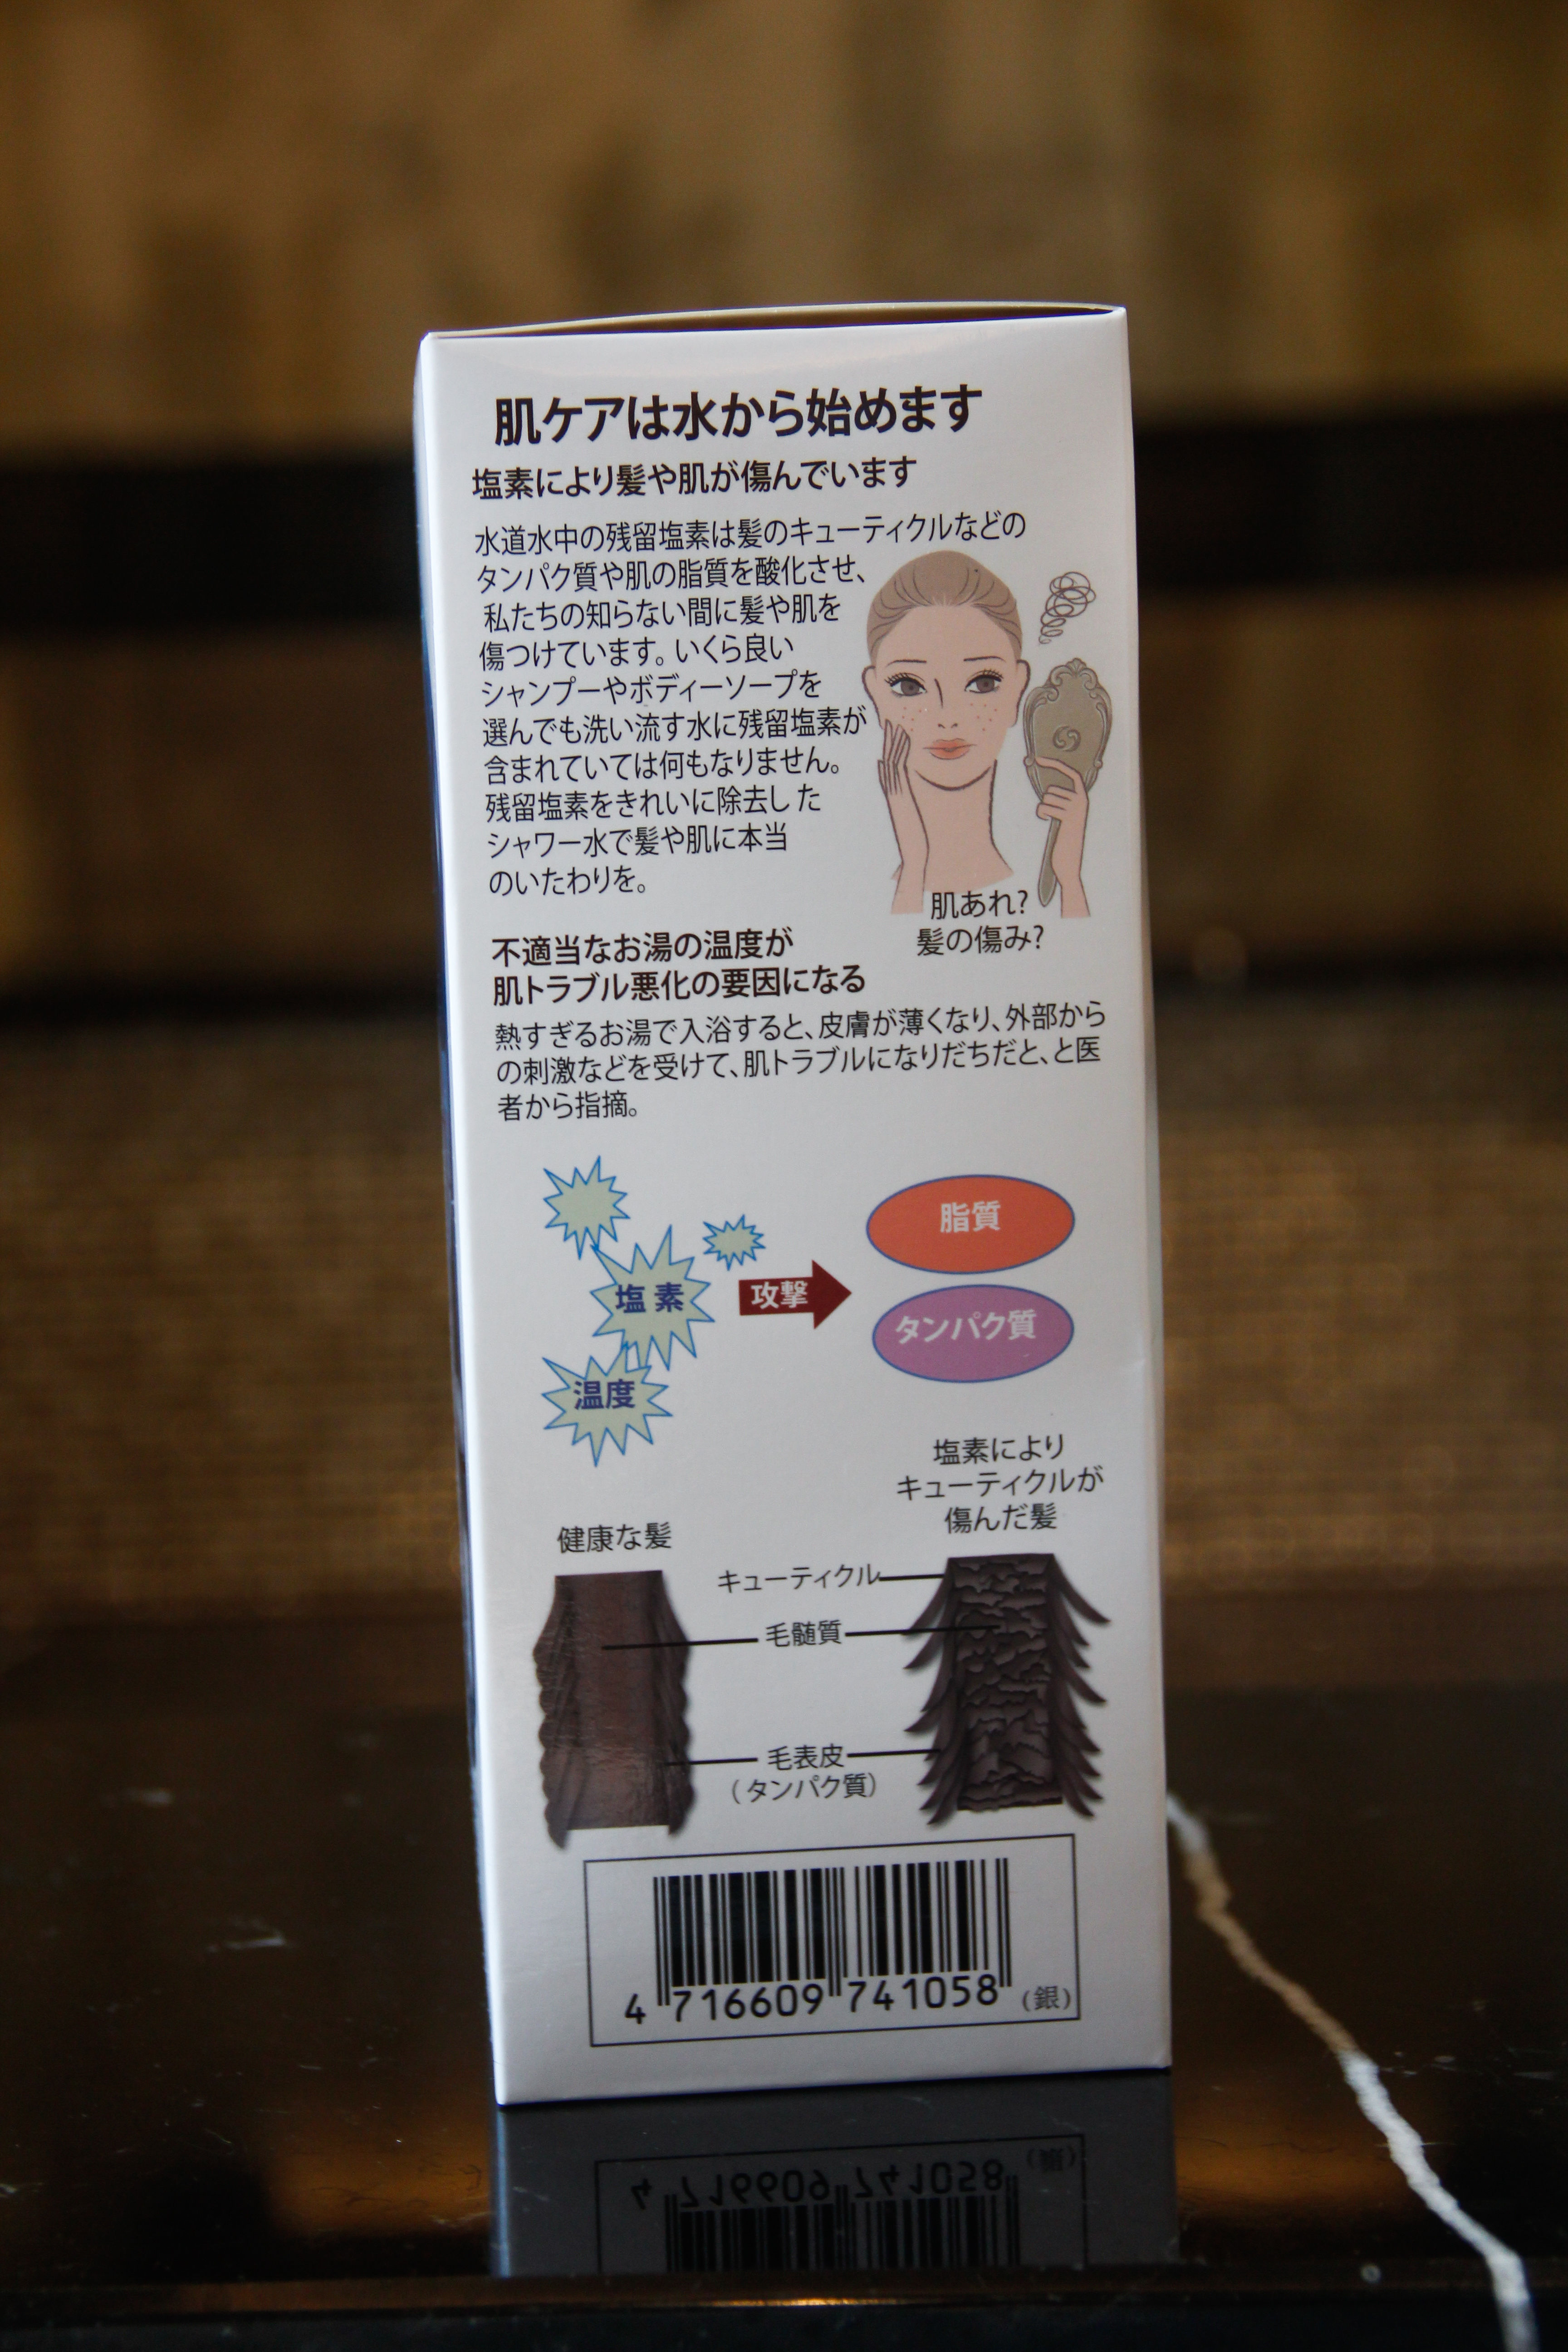 肌ケアは水から始めます
塩素により髪や肌が傷んでいます
水道水中の残留塩素は髪のキューティクルなどの
タンパク質や肌の脂質を酸化させ、
私たちの知らない間に髪や肌を
傷つけています。いくら良い
シャンプーやボディーソープを
選んでも洗い流す水に残留塩素が
含まれていては何もなりません。
残留塩素をきれいに除去した
シャワー水で髪や肌に本当
のいたわりを。
肌あれ?
髪の傷み?
不適当なお湯の温度が
肌トラブル悪化の要因になる
熱すぎるお湯で入浴すると、皮膚が薄くなり、外部から
の刺激などを受けて、肌トラブルになりだちだと、と医
者から指摘。
塩素
温度
攻撃
脂質
タンパク質
塩素により
キューティクルが
傷んだ髪
健康な髪
キューティクル
毛髄質
毛表皮
(タンパク質)
4 716609 741058 (銀)